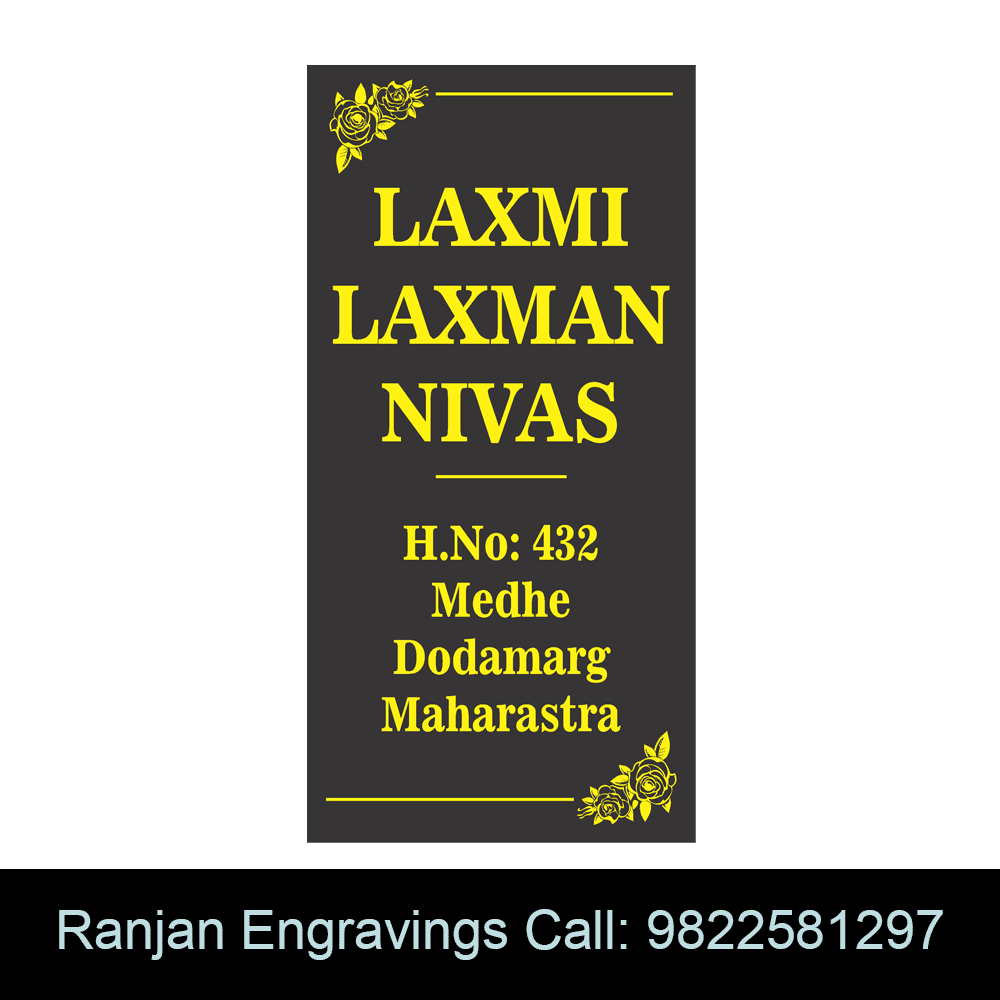 LAXMI
LAXMAN
NIVAS
H.No: 432
Medhe
Dodamarg
Maharastra
Ranjan Engravings Call: 9822581297